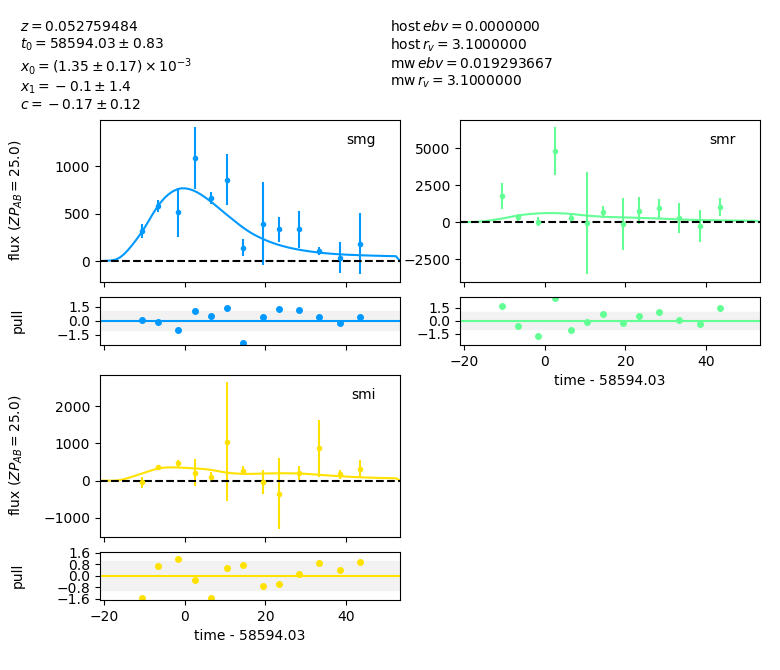 z = 0.052759484
t₀ = 58594.03 ± 0.83
x₀ = (1.35 ± 0.17) × 10⁻³
x₁ = −0.1 ± 1.4
c = −0.17 ± 0.12
host ebv = 0.0000000
host r_v = 3.1000000
mw ebv = 0.019293667
mw r_v = 3.1000000
smg
flux (ZP_AB = 25.0)
1000
500
0
pull
1.5
0.0
−1.5
smr
5000
2500
0
−2500
1.5
0.0
−1.5
−20 0 20 40
time - 58594.03
smi
flux (ZP_AB = 25.0)
2000
1000
0
−1000
pull
1.6
0.8
0.0
−0.8
−1.6
−20 0 20 40
time - 58594.03